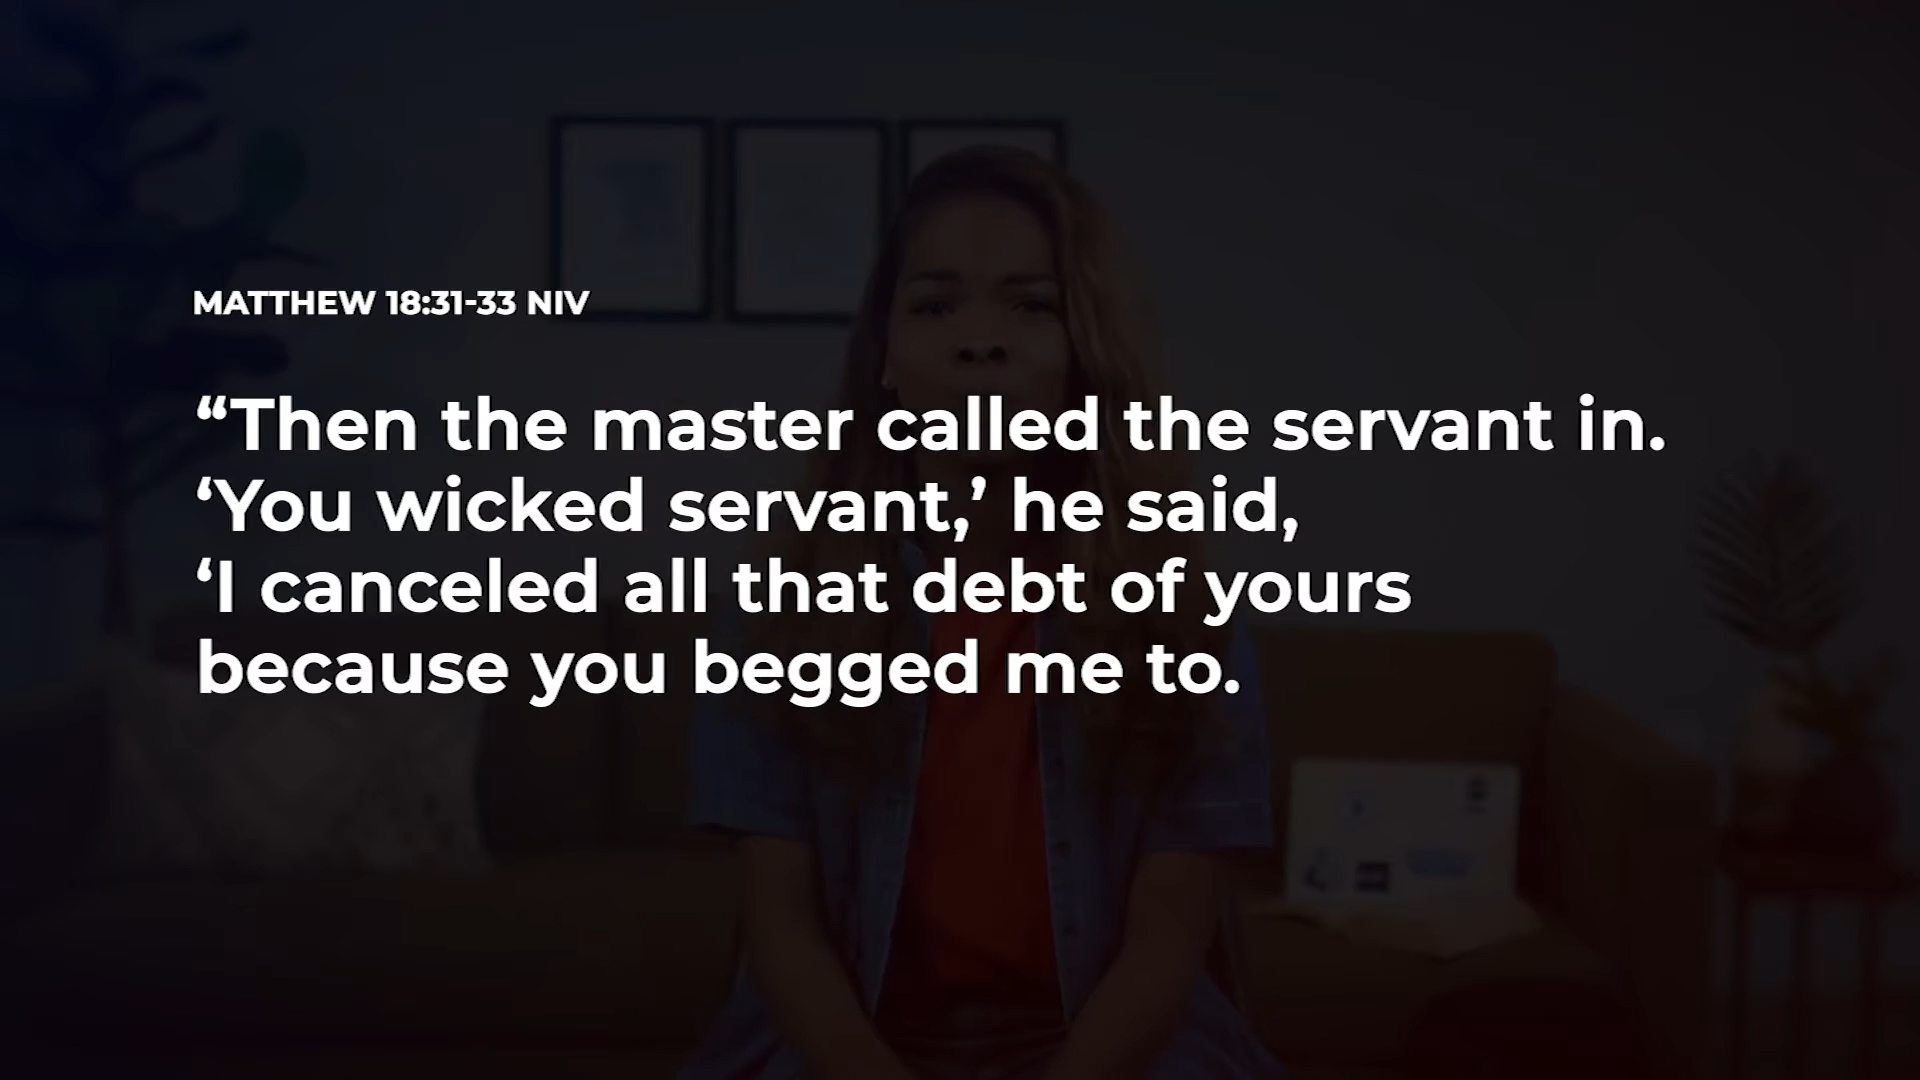 MATTHEW 18:31-33 NIV
“Then the master called the servant in.
‘You wicked servant,’ he said,
‘I canceled all that debt of yours
because you begged me to.